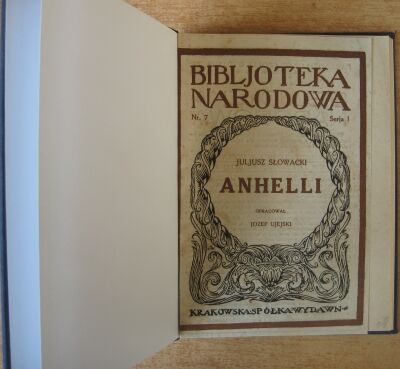 BIBLJOTEKA
NARODOWA
Nr. 7 Serja I
JULJUSZ SŁOWACKI
ANHELLI
OPRACOWAŁ
JÓZEF UJEJSKI
KRAKOWSKA·SPÓŁKA·WYDAWN·